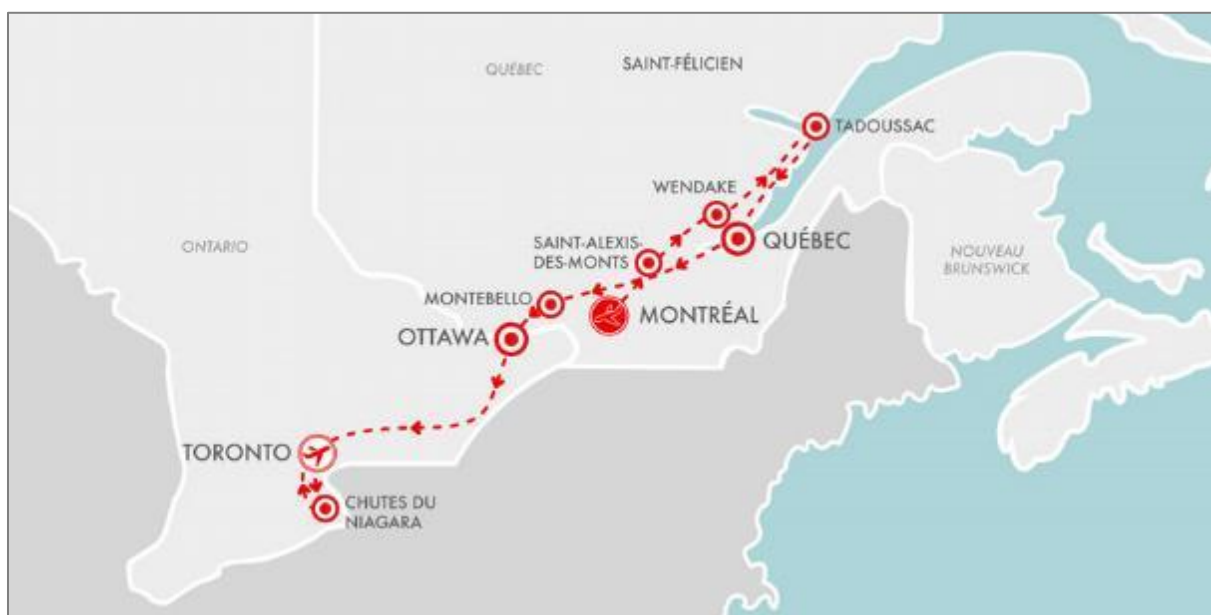 QUÉBEC
SAINT-FÉLICIEN
TADOUSSAC
WENDAKE
QUÉBEC
SAINT-ALEXIS-
DES-MONTS
ONTARIO
NOUVEAU
BRUNSWICK
MONTEBELLO
MONTRÉAL
OTTAWA
TORONTO
CHUTES DU
NIAGARA